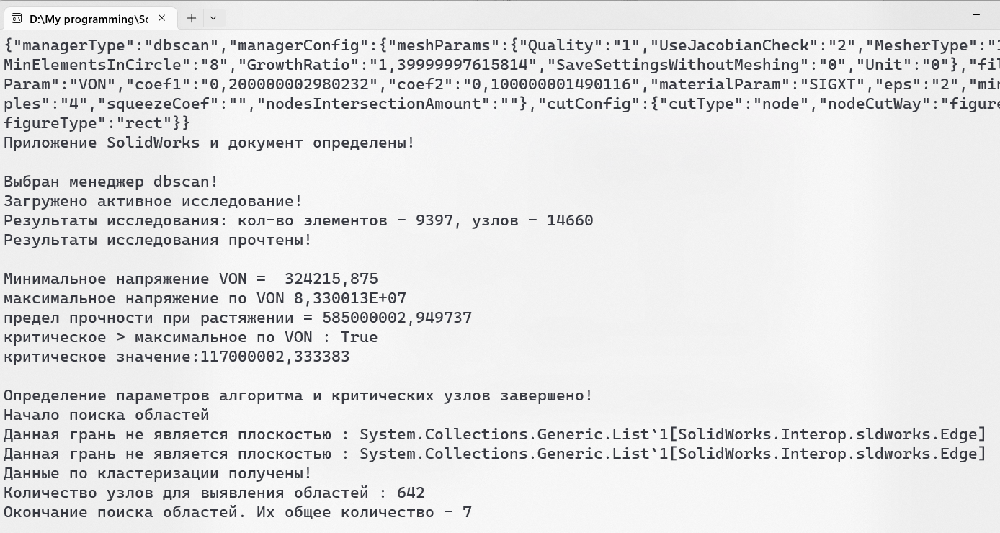 D:\My programming\Sc
{"managerType":"dbscan","managerConfig":{"meshParams":{"Quality":"1","UseJacobianCheck":"2","MesherType":"1
MinElementsInCircle":"8","GrowthRatio":"1,39999997615814","SaveSettingsWithoutMeshing":"0","Unit":"0"},"fil
Param":"VON","coef1":"0,200000002980232","coef2":"0,100000001490116","materialParam":"SIGXT","eps":"2","min
ples":"4","squeezeCoef":"","nodesIntersectionAmount":""},"cutConfig":{"cutType":"node","nodeCutWay":"figure
figureType":"rect"}}
Приложение SolidWorks и документ определены!
Выбран менеджер dbscan!
Загружено активное исследование!
Результаты исследования: кол-во элементов - 9397, узлов - 14660
Результаты исследования прочтены!
Минимальное напряжение VON =  324215,875
максимальное напряжение по VON 8,330013E+07
предел прочности при растяжении = 585000002,949737
критическое > максимальное по VON : True
критическое значение:117000002,333383
Определение параметров алгоритма и критических узлов завершено!
Начало поиска областей
Данная грань не является плоскостью : System.Collections.Generic.List`1[SolidWorks.Interop.sldworks.Edge]
Данная грань не является плоскостью : System.Collections.Generic.List`1[SolidWorks.Interop.sldworks.Edge]
Данные по кластеризации получены!
Количество узлов для выявления областей : 642
Окончание поиска областей. Их общее количество - 7